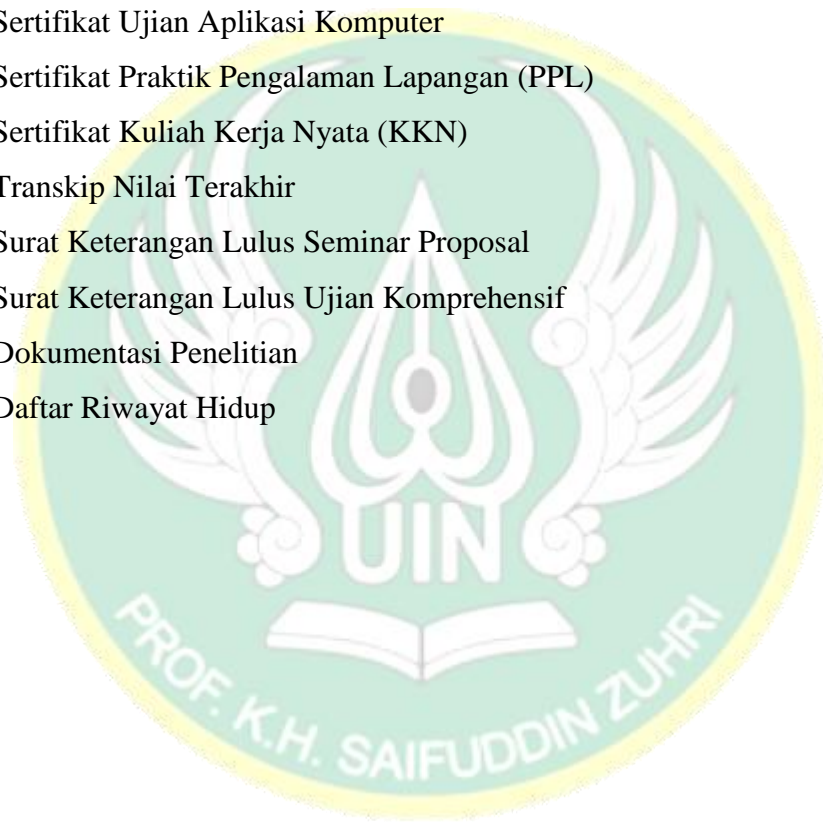 Sertifikat Ujian Aplikasi Komputer
Sertifikat Praktik Pengalaman Lapangan (PPL)
Sertifikat Kuliah Kerja Nyata (KKN)
Transkip Nilai Terakhir
Surat Keterangan Lulus Seminar Proposal
Surat Keterangan Lulus Ujian Komprehensif
Dokumentasi Penelitian
Daftar Riwayat Hidup
UIN
PROF. K.H. SAIFUDDIN ZUHRI